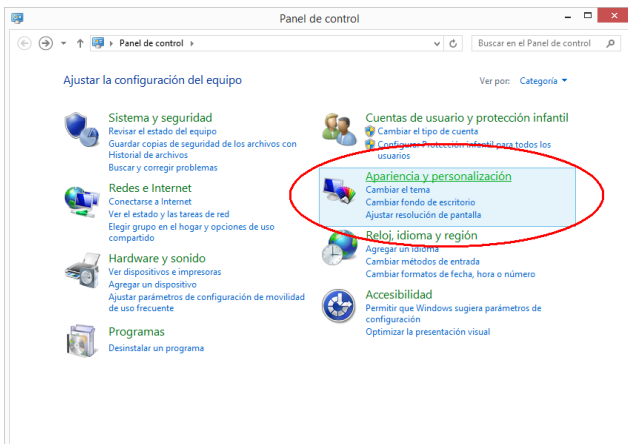 Panel de control
Panel de control
Buscar en el Panel de control
Ajustar la configuración del equipo
Ver por: Categoría
Sistema y seguridad
Revisar el estado del equipo
Guardar copias de seguridad de los archivos con
Historial de archivos
Buscar y corregir problemas
Redes e Internet
Conectarse a Internet
Ver el estado y las tareas de red
Elegir grupo en el hogar y opciones de uso
compartido
Hardware y sonido
Ver dispositivos e impresoras
Agregar un dispositivo
Ajustar parámetros de configuración de movilidad
de uso frecuente
Programas
Desinstalar un programa
Cuentas de usuario y protección infantil
Cambiar el tipo de cuenta
Configurar Protección infantil para todos los
usuarios
Apariencia y personalización
Cambiar el tema
Cambiar fondo de escritorio
Ajustar resolución de pantalla
Reloj, idioma y región
Agregar un idioma
Cambiar métodos de entrada
Cambiar formatos de fecha, hora o número
Accesibilidad
Permitir que Windows sugiera parámetros de
configuración
Optimizar la presentación visual